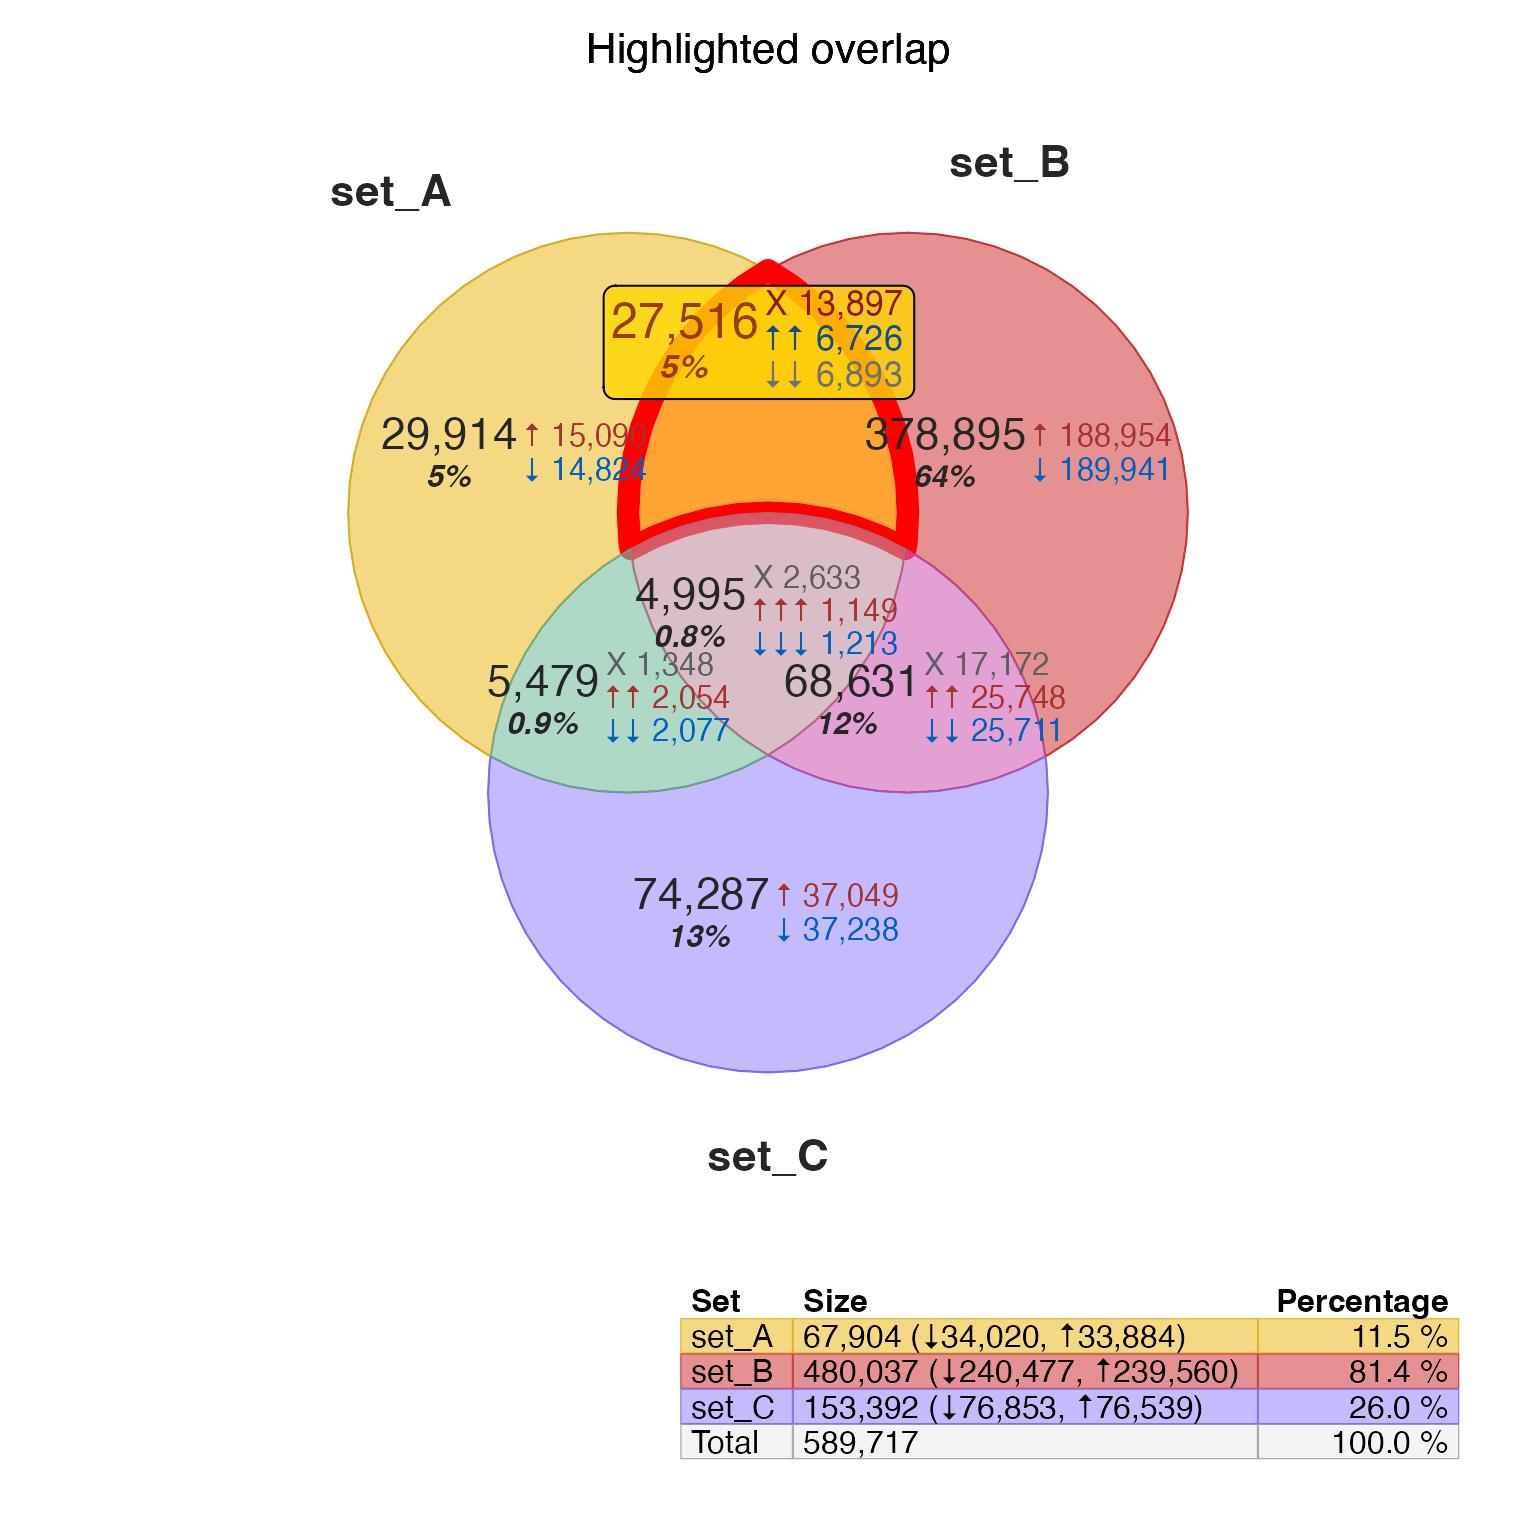 Highlighted overlap
set_A
set_B
27,516 X 13,897
↑↑ 6,726
5%
↓↓ 6,893
29,914 ↑ 15,090
5% ↓ 14,824
378,895 ↑ 188,954
64% ↓ 189,941
4,995 X 2,633
↑↑↑ 1,149
0.8% ↓↓↓ 1,213
5,479 X 1,348
↑↑ 2,054
0.9% ↓↓ 2,077
68,631 X 17,172
↑↑ 25,748
12% ↓↓ 25,711
74,287 ↑ 37,049
13% ↓ 37,238
set_C
Set Size Percentage
set_A 67,904 (↓34,020, ↑33,884) 11.5 %
set_B 480,037 (↓240,477, ↑239,560) 81.4 %
set_C 153,392 (↓76,853, ↑76,539) 26.0 %
Total 589,717 100.0 %